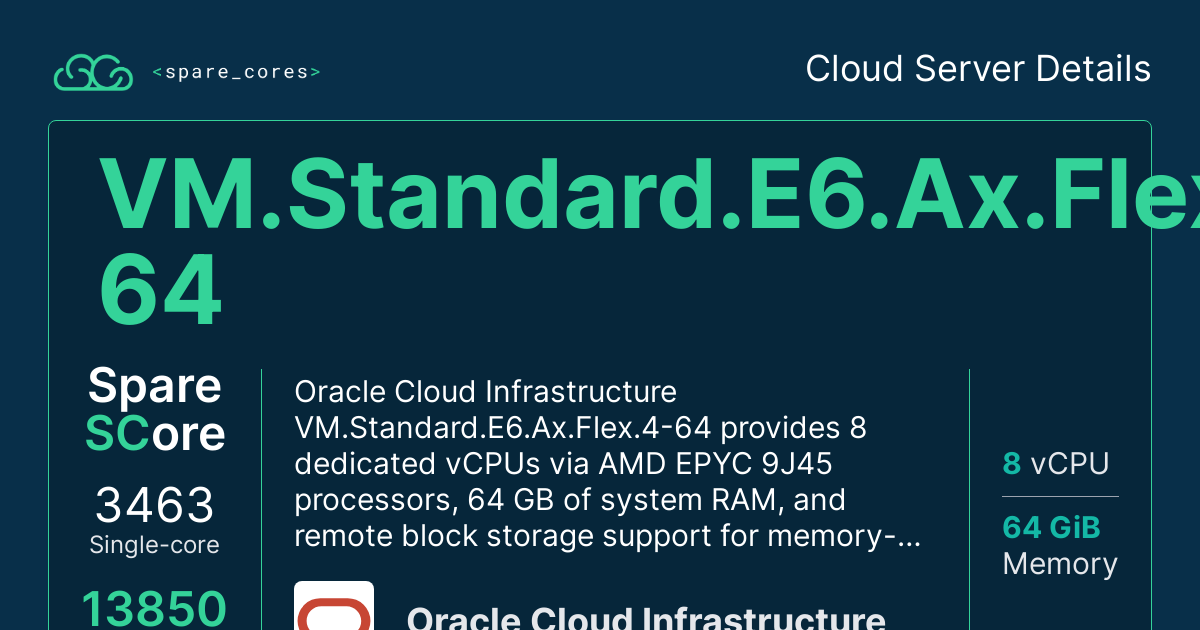 <spare_cores>
Cloud Server Details
VM.Standard.E6.Ax.Flex
64
Spare
SCore
3463
Single-core
13850
Oracle Cloud Infrastructure
VM.Standard.E6.Ax.Flex.4-64 provides 8
dedicated vCPUs via AMD EPYC 9J45
processors, 64 GB of system RAM, and
remote block storage support for memory-...
Oracle Cloud Infrastructure
8 vCPU
64 GiB
Memory